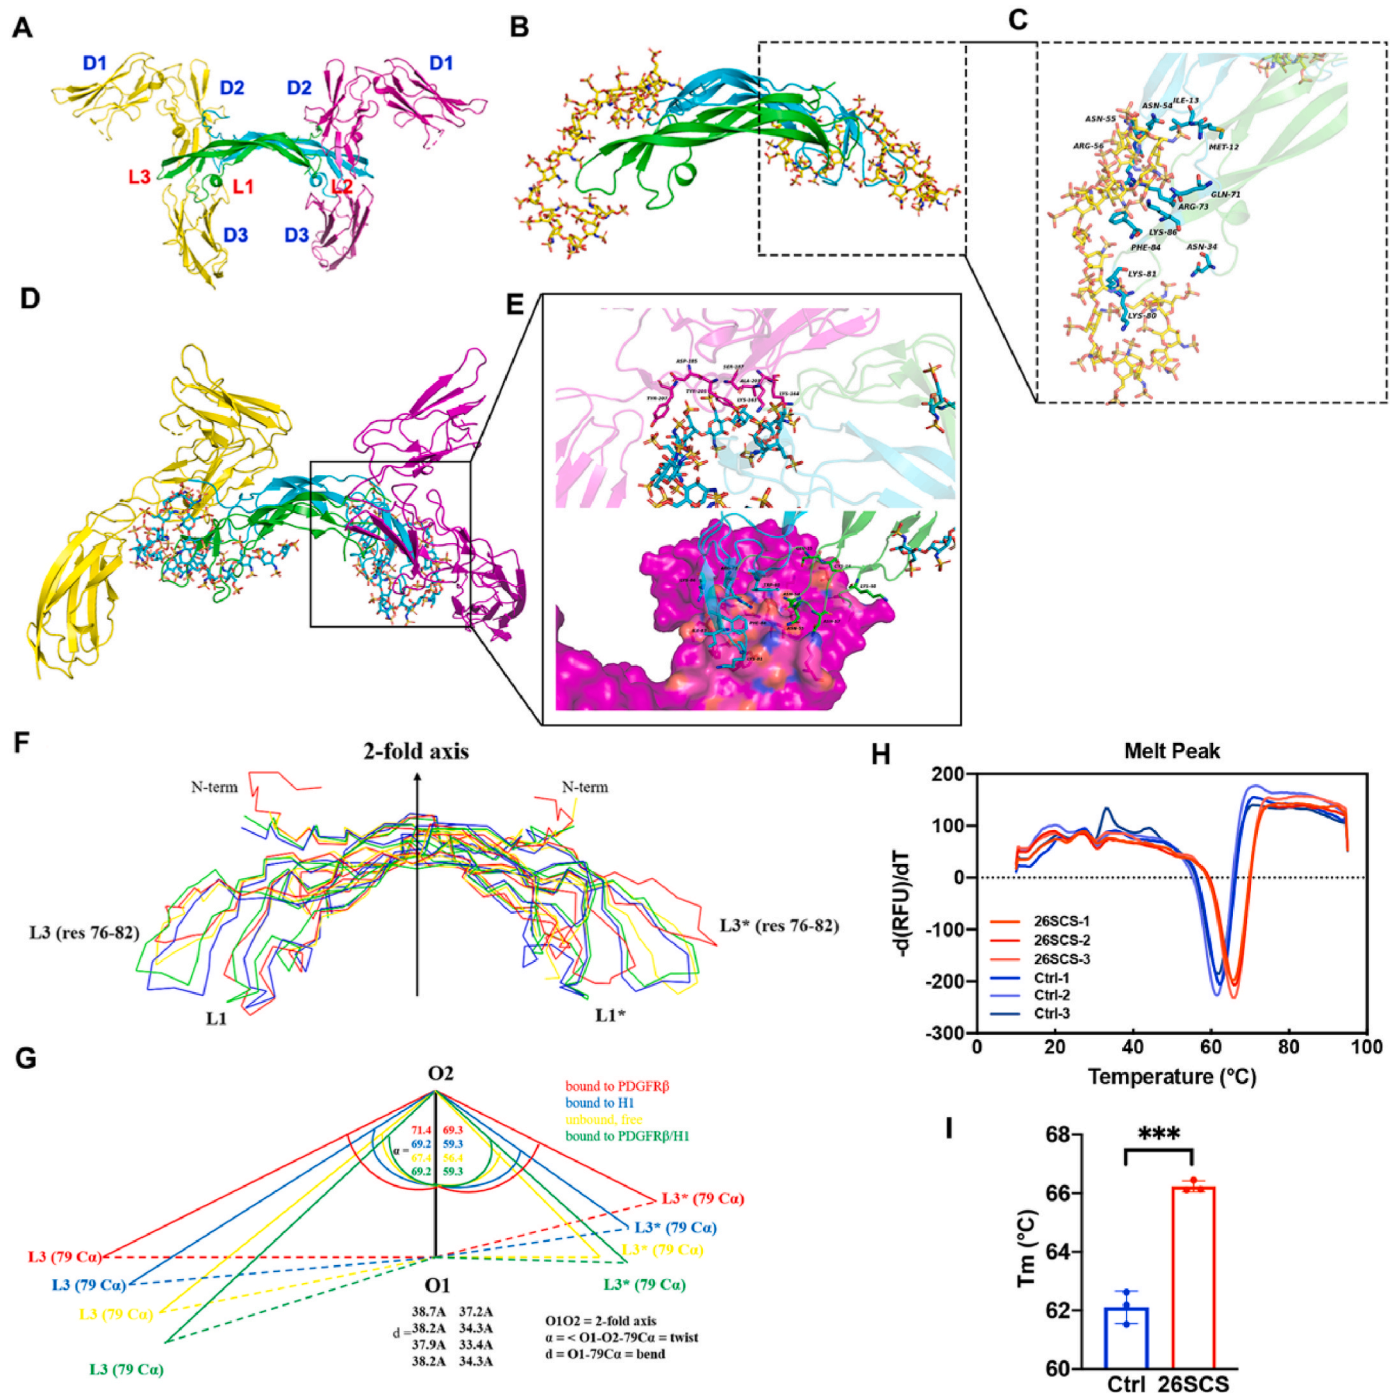 A
D1
D2
D2
D1
L3
L1
L2
D3
D3
B
C
ASN-54
ILE-13
ASN-55
ARG-56
MET-12
GLN-71
ARG-73
LYS-86
PHE-84
ASN-34
LYS-81
LYS-80
D
E
ASP-205
F
2-fold axis
N-term
N-term
L3 (res 76-82)
L3* (res 76-82)
L1
L1*
G
O2
bound to PDGFRβ
bound to H1
unbound, free
bound to PDGFRβ/H1
71.4 69.3
69.2 59.3
α =
67.4 56.4
69.2 59.3
L3* (79 Cα)
L3* (79 Cα)
L3* (79 Cα)
L3* (79 Cα)
L3 (79 Cα)
L3 (79 Cα)
L3 (79 Cα)
L3 (79 Cα)
O1
38.7A 37.2A
d = 38.2A 34.3A
37.9A 33.4A
38.2A 34.3A
O1O2 = 2-fold axis
α = < O1-O2-79Cα = twist
d = O1-79Cα = bend
H
Melt Peak
-d(RFU)/dT
200
100
0
-100
-200
-300
26SCS-1
26SCS-2
26SCS-3
Ctrl-1
Ctrl-2
Ctrl-3
0 20 40 60 80 100
Temperature (°C)
I
***
Tm (°C)
68
66
64
62
60
Ctrl 26SCS